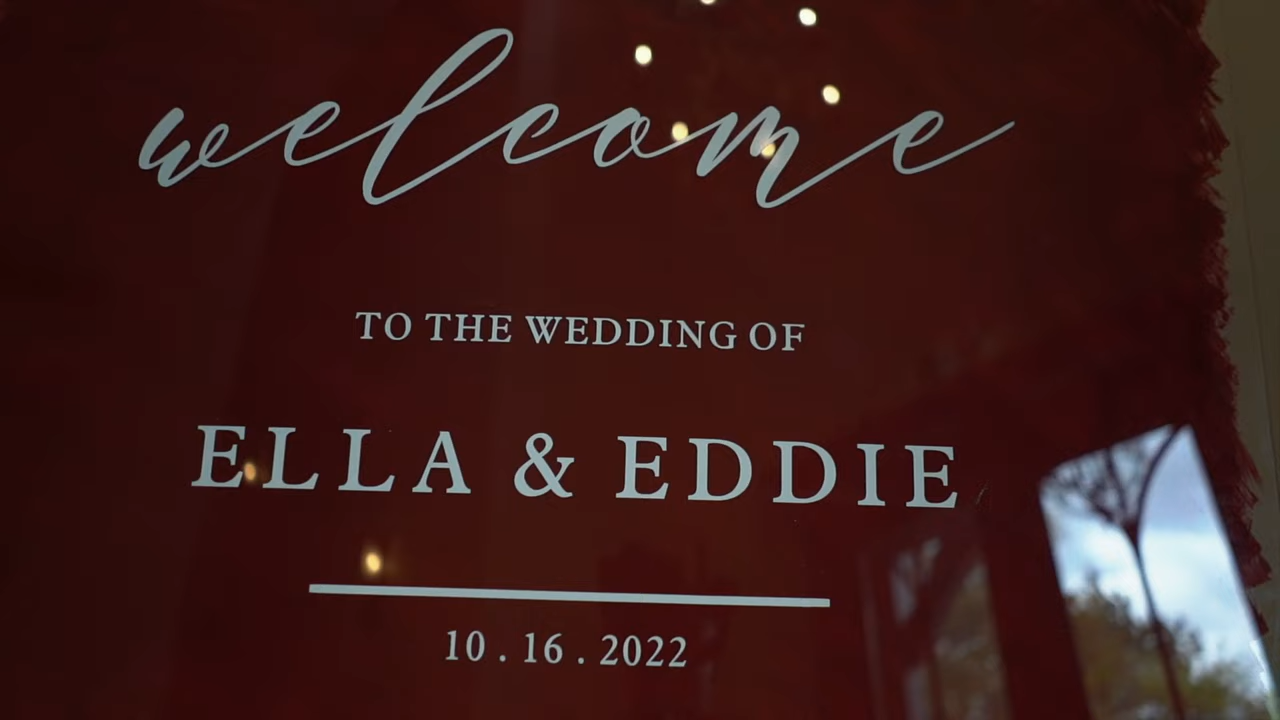 welcome
TO THE WEDDING OF
ELLA & EDDIE
10 . 16 . 2022